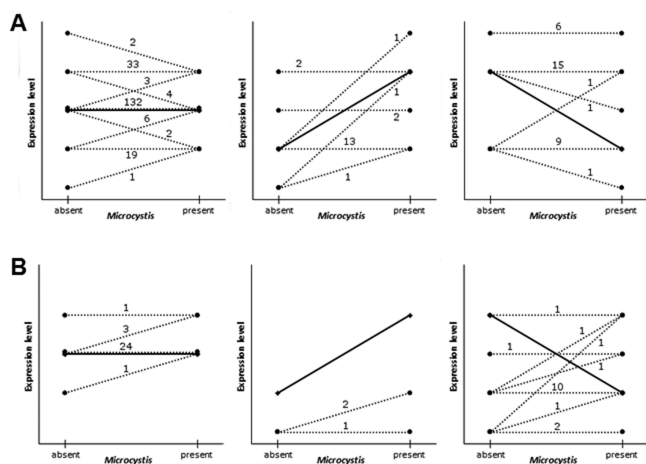 A
Expression level
2
33
3
4
132
6
2
19
1
absent
present
Microcystis
Expression level
1
2
1
2
13
1
absent
present
Microcystis
Expression level
6
15
1
1
9
1
absent
present
Microcystis
B
Expression level
1
3
24
1
absent
present
Microcystis
Expression level
2
1
absent
present
Microcystis
Expression level
1
1
1
1
1
10
1
2
absent
present
Microcystis